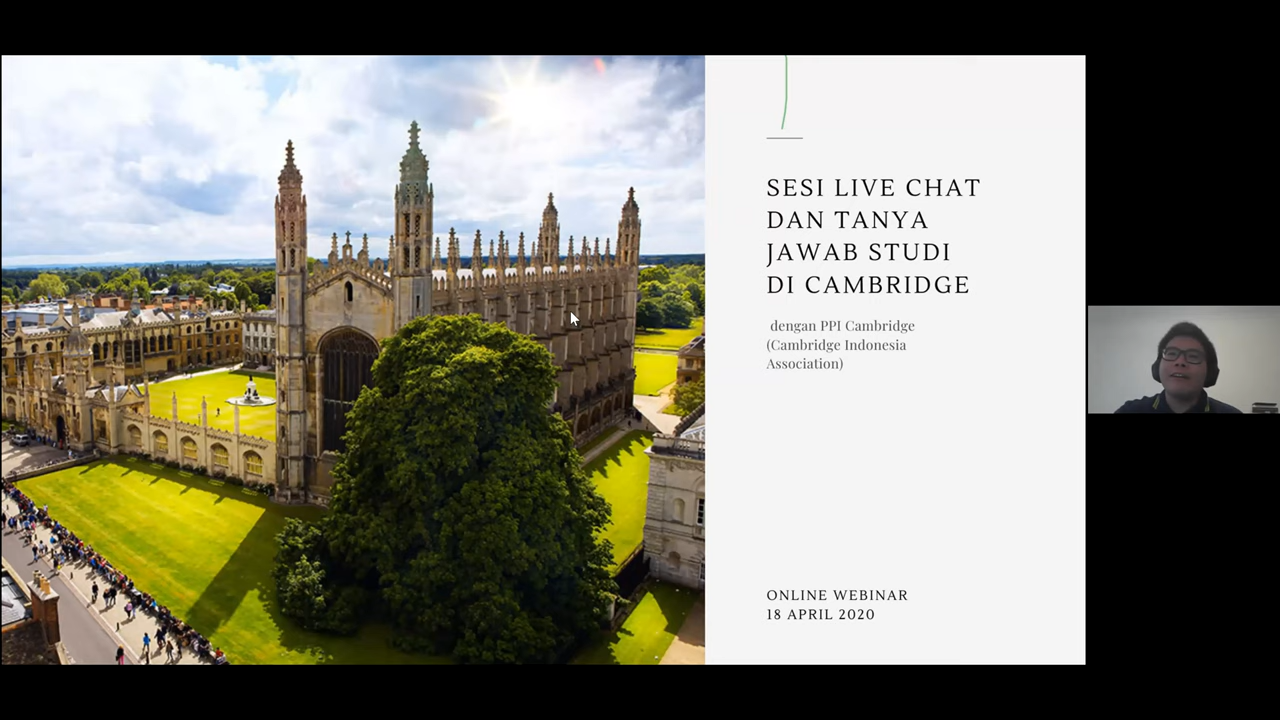 SESI LIVE CHAT
DAN TANYA
JAWAB STUDI
DI CAMBRIDGE
dengan PPI Cambridge
(Cambridge Indonesia
Association)
ONLINE WEBINAR
18 APRIL 2020